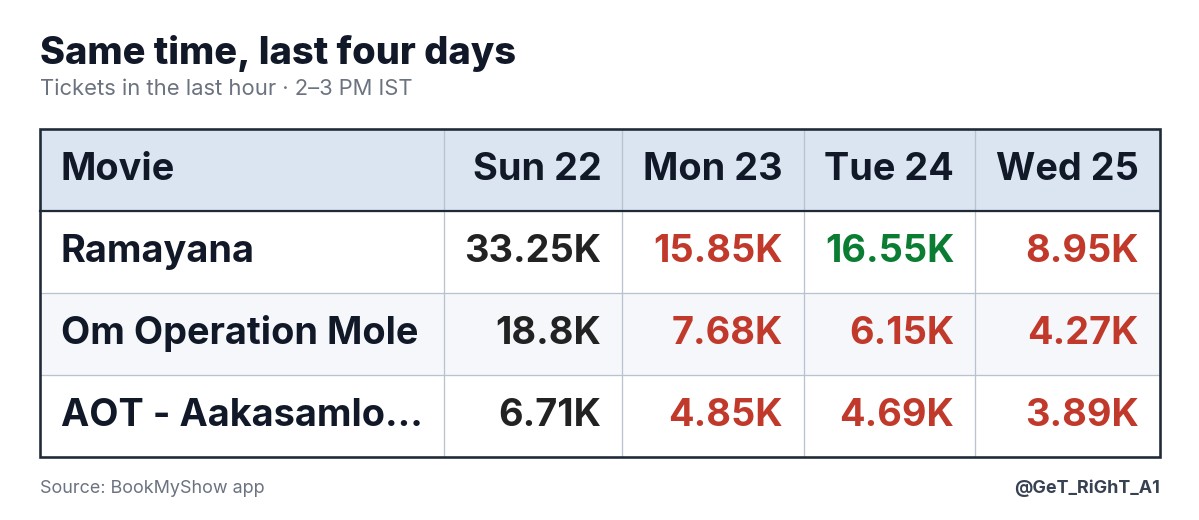 Same time, last four days
Tickets in the last hour · 2–3 PM IST
Movie Sun 22 Mon 23 Tue 24 Wed 25
Ramayana 33.25K 15.85K 16.55K 8.95K
Om Operation Mole 18.8K 7.68K 6.15K 4.27K
AOT - Aakasamlo... 6.71K 4.85K 4.69K 3.89K
Source: BookMyShow app @GeT_RiGhT_A1